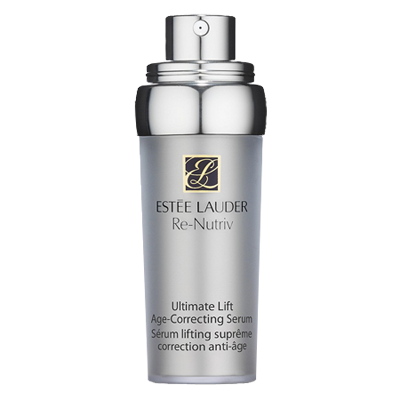 EL
ESTĒE LAUDER
Re-Nutriv
Ultimate Lift
Age-Correcting Serum
Sérum lifting suprême
correction anti-âge